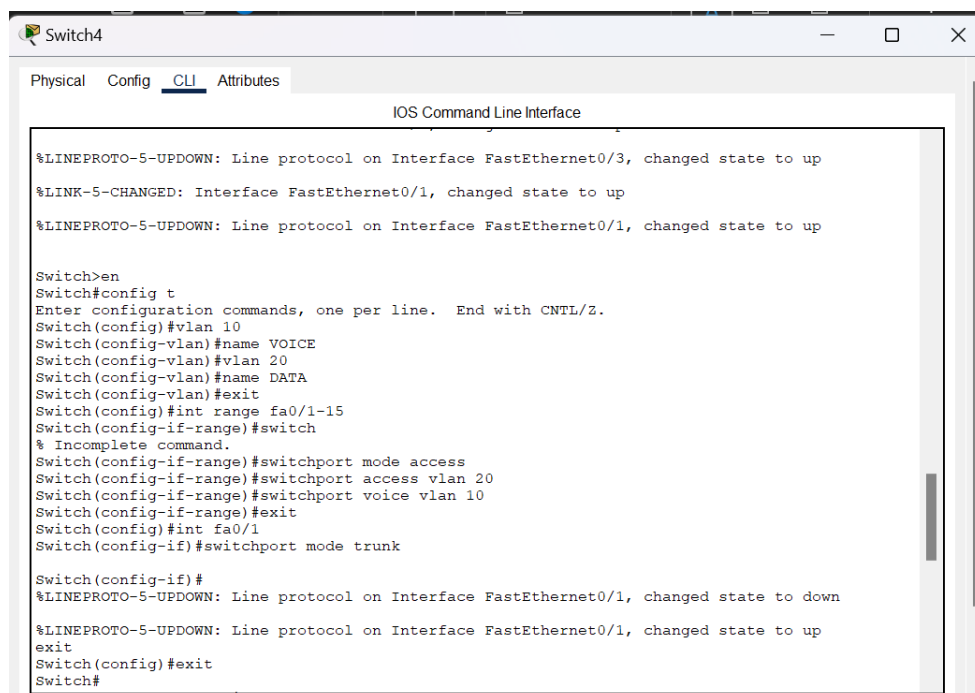 Switch4
Physical Config CLI Attributes
IOS Command Line Interface
%LINEPROTO-5-UPDOWN: Line protocol on Interface FastEthernet0/3, changed state to up
%LINK-5-CHANGED: Interface FastEthernet0/1, changed state to up
%LINEPROTO-5-UPDOWN: Line protocol on Interface FastEthernet0/1, changed state to up
Switch>en
Switch#config t
Enter configuration commands, one per line.  End with CNTL/Z.
Switch(config)#vlan 10
Switch(config-vlan)#name VOICE
Switch(config-vlan)#vlan 20
Switch(config-vlan)#name DATA
Switch(config-vlan)#exit
Switch(config)#int range fa0/1-15
Switch(config-if-range)#switch
% Incomplete command.
Switch(config-if-range)#switchport mode access
Switch(config-if-range)#switchport access vlan 20
Switch(config-if-range)#switchport voice vlan 10
Switch(config-if-range)#exit
Switch(config)#int fa0/1
Switch(config-if)#switchport mode trunk
Switch(config-if)#
%LINEPROTO-5-UPDOWN: Line protocol on Interface FastEthernet0/1, changed state to down
%LINEPROTO-5-UPDOWN: Line protocol on Interface FastEthernet0/1, changed state to up
exit
Switch(config)#exit
Switch#